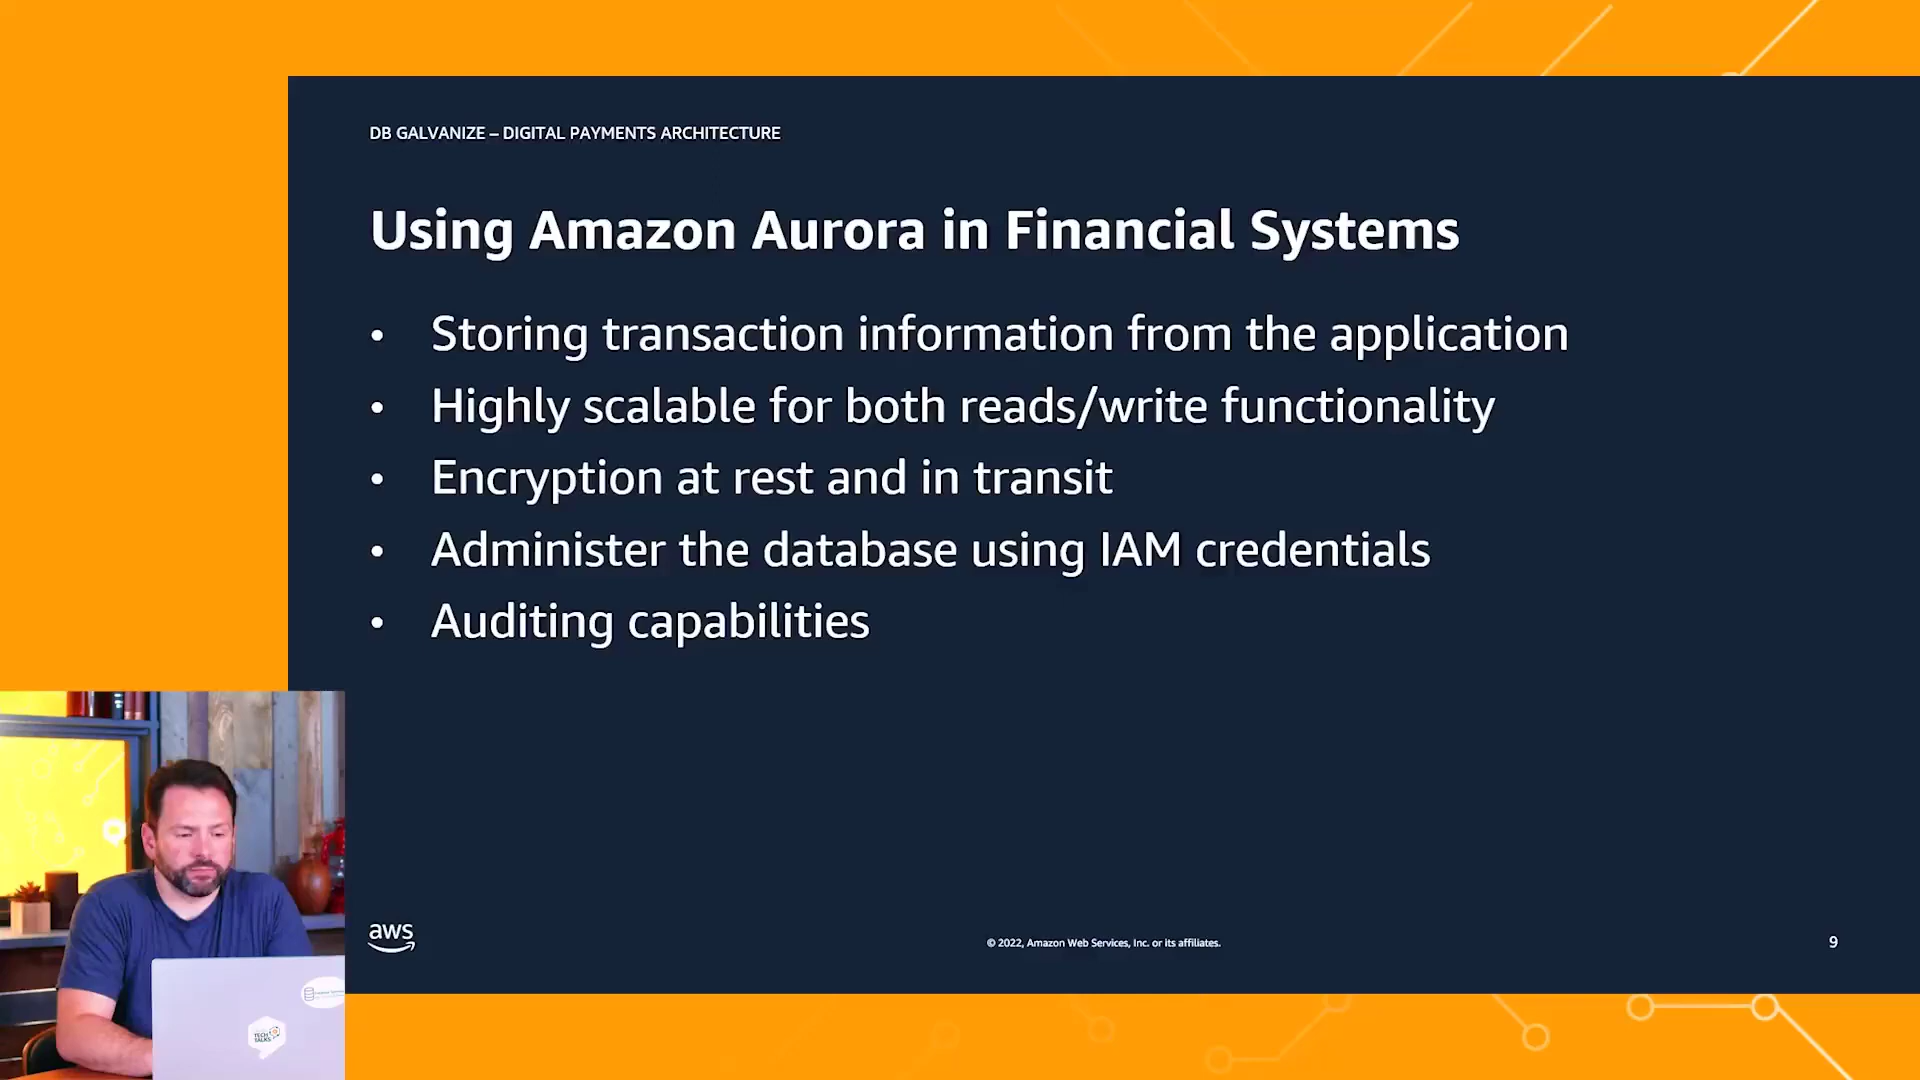 DB GALVANIZE – DIGITAL PAYMENTS ARCHITECTURE
Using Amazon Aurora in Financial Systems
• Storing transaction information from the application
• Highly scalable for both reads/write functionality
• Encryption at rest and in transit
• Administer the database using IAM credentials
• Auditing capabilities
aws
© 2022, Amazon Web Services, Inc. or its affiliates.
9
TECH
TALKS